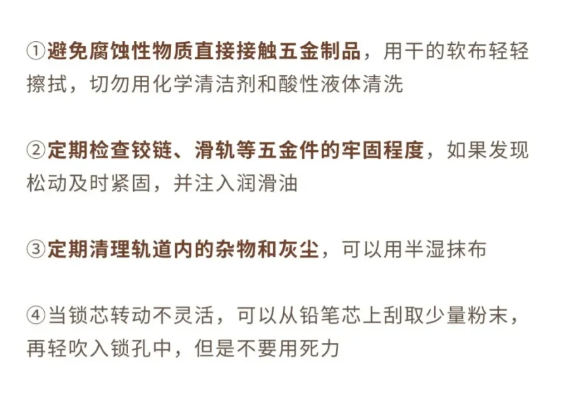 ①避免腐蚀性物质直接接触五金制品，用干的软布轻轻
擦拭，切勿用化学清洁剂和酸性液体清洗
②定期检查铰链、滑轨等五金件的牢固程度，如果发现
松动及时紧固，并注入润滑油
③定期清理轨道内的杂物和灰尘，可以用半湿抹布
④当锁芯转动不灵活，可以从铅笔芯上刮取少量粉末，
再轻吹入锁孔中，但是不要用死力